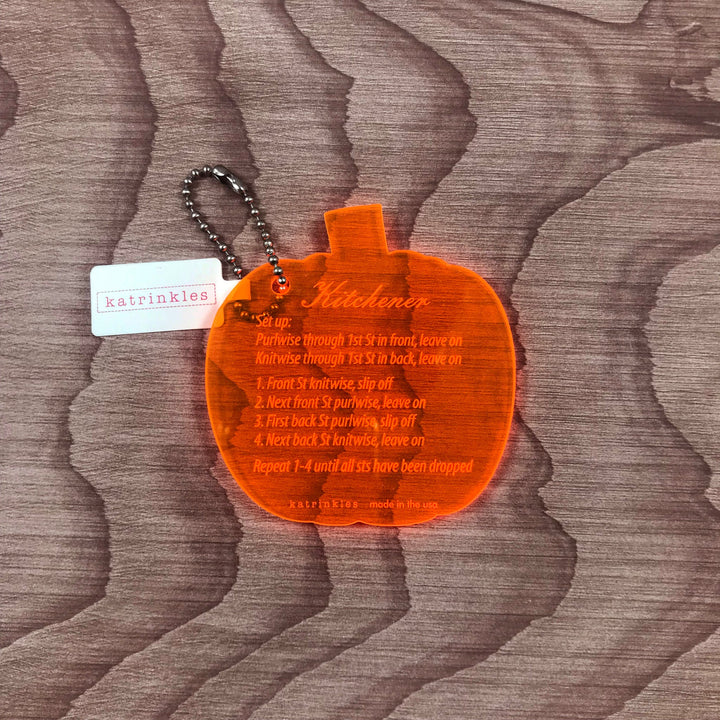 katrinkles
Kitchener
Set up:
Purlwise through 1st St in front, leave on
Knitwise through 1st St in back, leave on
1. Front St knitwise, slip off
2. Next front St purlwise, leave on
3. First back St purlwise, slip off
4. Next back St knitwise, leave on
Repeat 1-4 until all sts have been dropped
katrinkles made in the usa